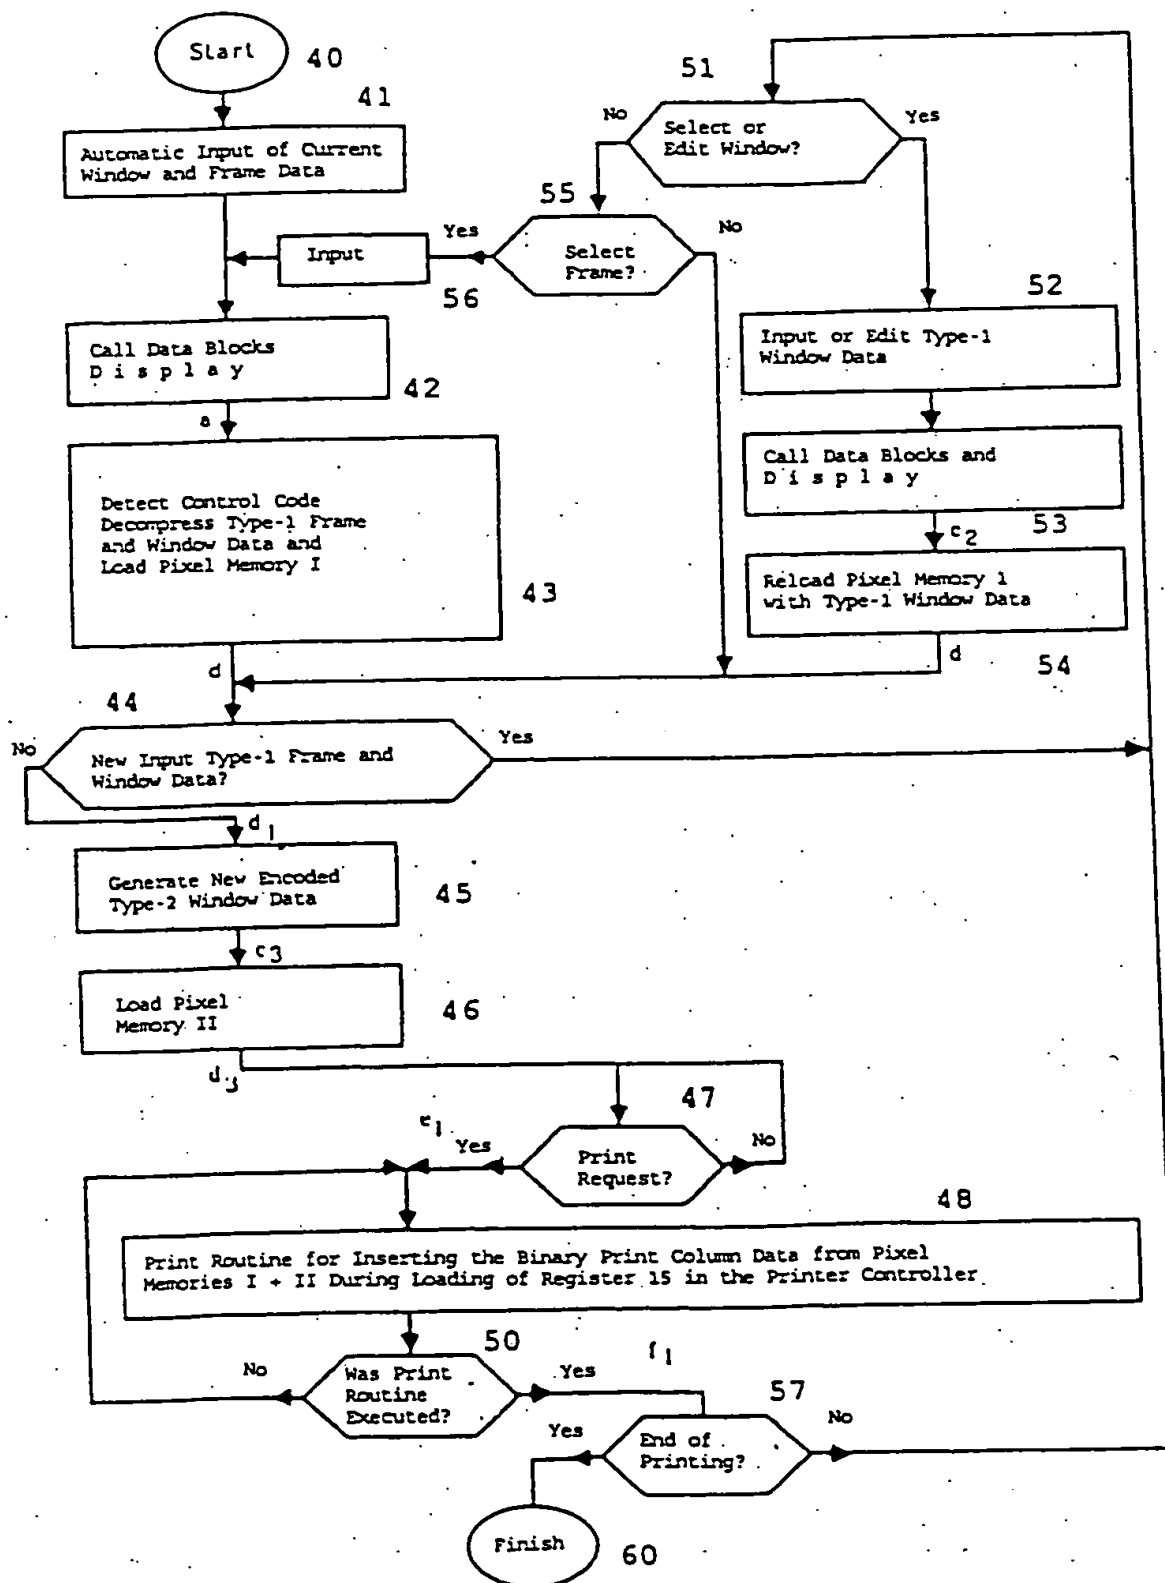 Start
40
41
Automatic Input of Current
Window and Frame Data
51
No
Select or
Edit Window?
Yes
55
Yes
Input
56
Select
Frame?
No
52
Input or Edit Type-1
Window Data
Call Data Blocks
D i s p l a y
42
a
Call Data Blocks and
D i s p l a y
53
c2
Detect Control Code
Decompress Type-1 Frame
and Window Data and
Load Pixel Memory I
43
Reload Pixel Memory 1
with Type-1 Window Data
54
d
d
44
No
New Input Type-1 Frame and
Window Data?
Yes
d1
Generate New Encoded
Type-2 Window Data
45
c3
Load Pixel
Memory II
46
d3
47
e1
Yes
Print
Request?
No
48
Print Routine for Inserting the Binary Print Column Data from Pixel
Memories I + II During Loading of Register 15 in the Printer Controller
50
No
Was Print
Routine
Executed?
Yes
f1
57
Yes
End of
Printing?
No
Finish
60